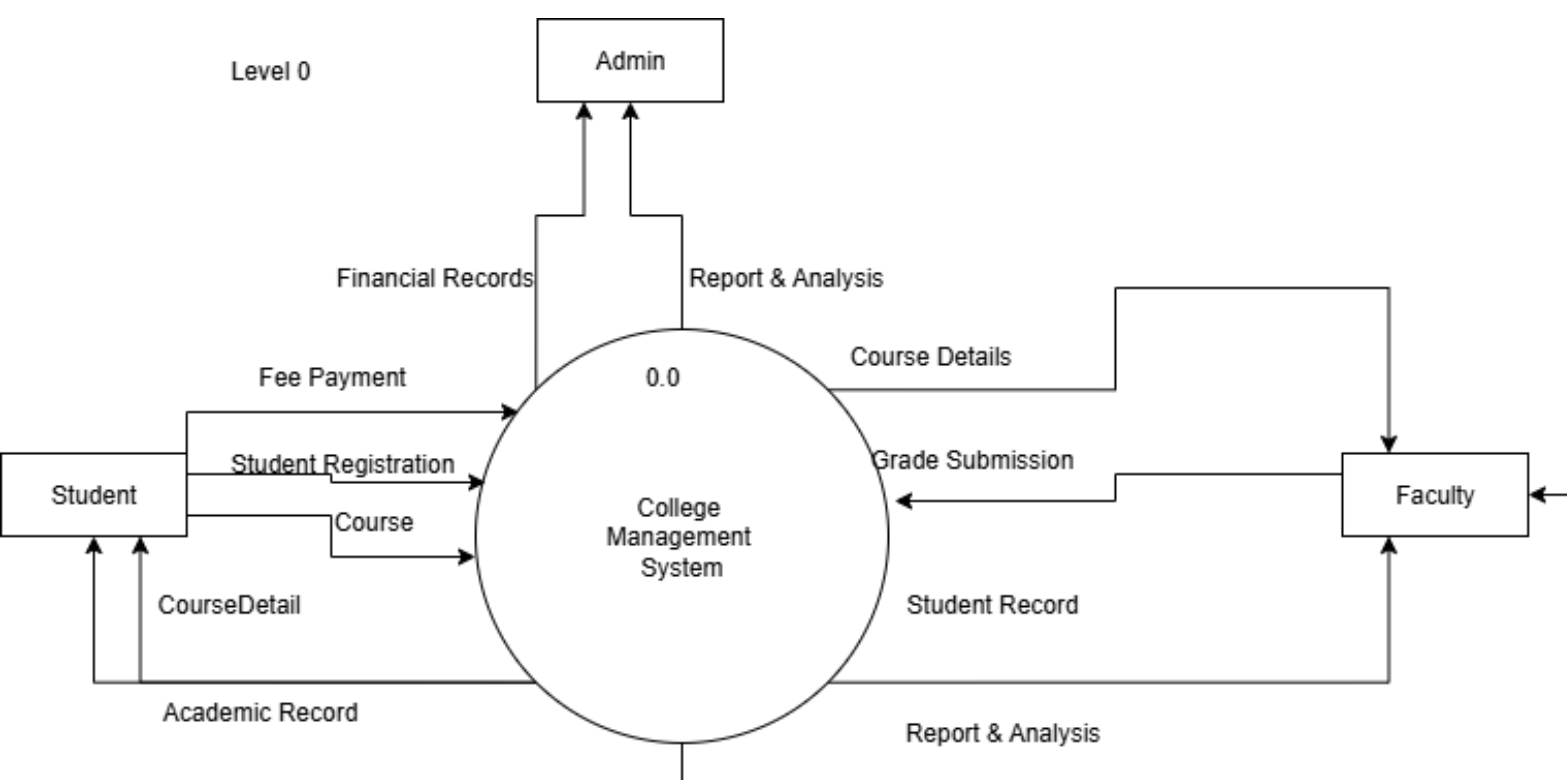 Admin
Level 0
Financial Records
Report & Analysis
Course Details
Fee Payment
0.0
Student Registration
Grade Submission
Student
Faculty
College
Management
System
Course
CourseDetail
Student Record
Academic Record
Report & Analysis